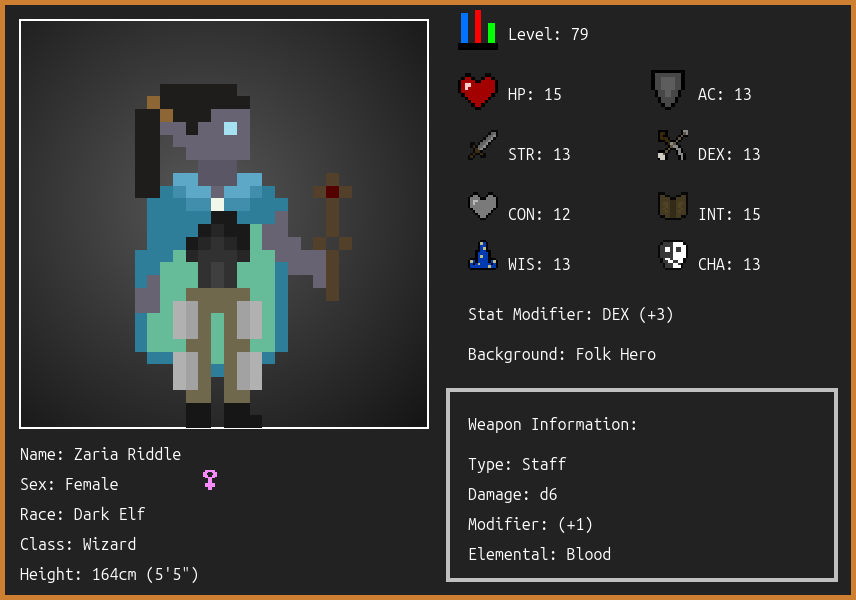 Level: 79
HP: 15
AC: 13
STR: 13
DEX: 13
CON: 12
INT: 15
WIS: 13
CHA: 13
Stat Modifier: DEX (+3)
Background: Folk Hero
Weapon Information:
Type: Staff
Damage: d6
Modifier: (+1)
Elemental: Blood
Name: Zaria Riddle
Sex: Female
Race: Dark Elf
Class: Wizard
Height: 164cm (5'5")